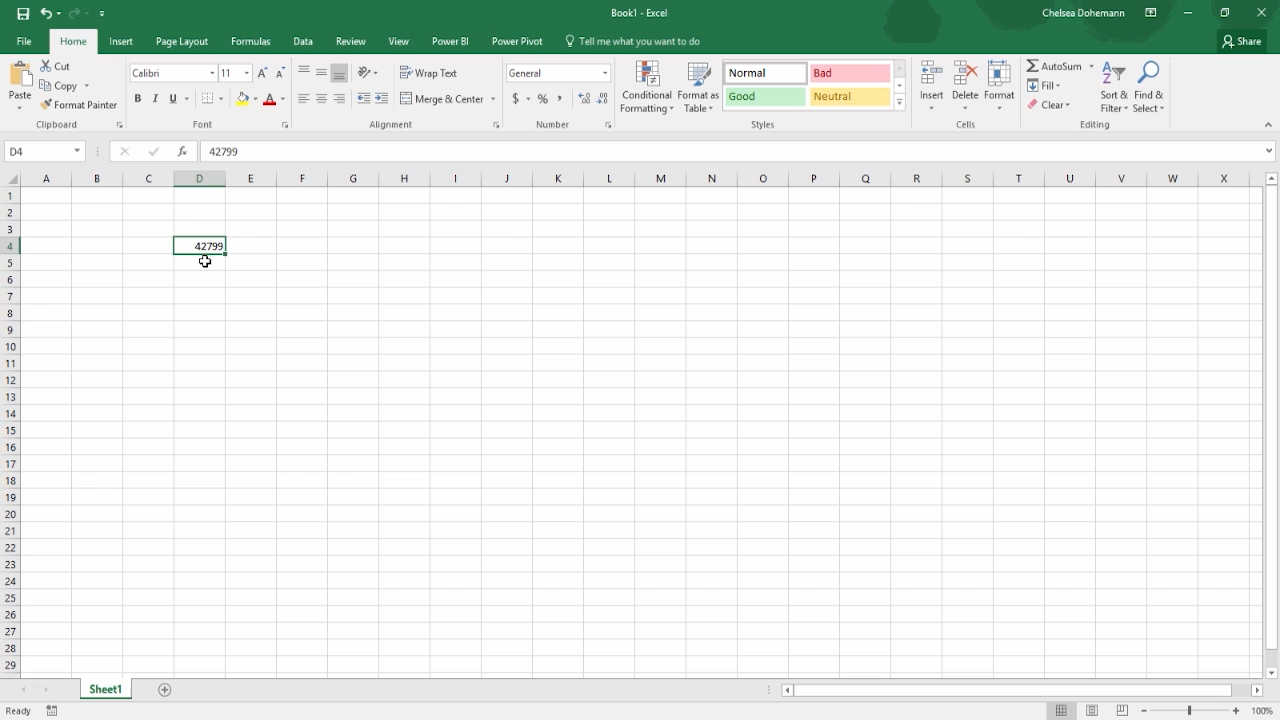 Book1 - Excel
Chelsea Dohemann
File Home Insert Page Layout Formulas Data Review View Power BI Power Pivot Tell me what you want to do Share
Paste
Cut
Copy
Format Painter
Clipboard
Calibri 11 A A
B I U A
Font
Wrap Text
Merge & Center
Alignment
General
$ % ,
Number
Conditional
Formatting
Format as
Table
Normal Bad
Good Neutral
Styles
Insert Delete Format
Cells
AutoSum
Fill
Clear
Sort &
Filter
Find &
Select
Editing
D4 fx 42799
A B C D E F G H I J K L M N O P Q R S T U V W X
1
2
3
4 42799
5
6
7
8
9
10
11
12
13
14
15
16
17
18
19
20
21
22
23
24
25
26
27
28
29
Sheet1
Ready 100%